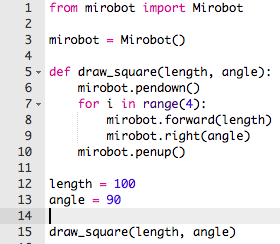 1 from mirobot import Mirobot
2
3 mirobot = Mirobot()
4
5 def draw_square(length, angle):
6     mirobot.pendown()
7     for i in range(4):
8         mirobot.forward(length)
9         mirobot.right(angle)
10     mirobot.penup()
11
12 length = 100
13 angle = 90
14
15 draw_square(length, angle)